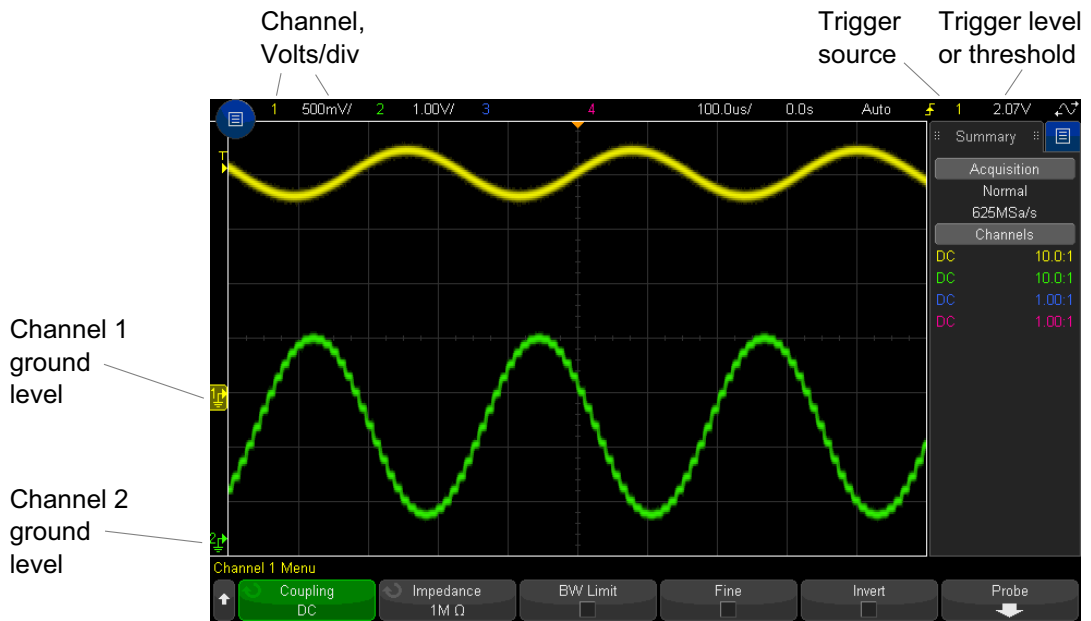 Channel,
Volts/div
Trigger
source
Trigger level
or threshold
1 500mV/ 2 1.00V/ 3 4 100.0us/ 0.0s Auto 1 2.07V
Summary
T
Acquisition
Normal
625MSa/s
Channels
DC 10.0:1
DC 10.0:1
DC 1.00:1
DC 1.00:1
Channel 1
ground
level
1
Channel 2
ground
level
2
Channel 1 Menu
Coupling
DC
Impedance
1M Ω
BW Limit
Fine
Invert
Probe